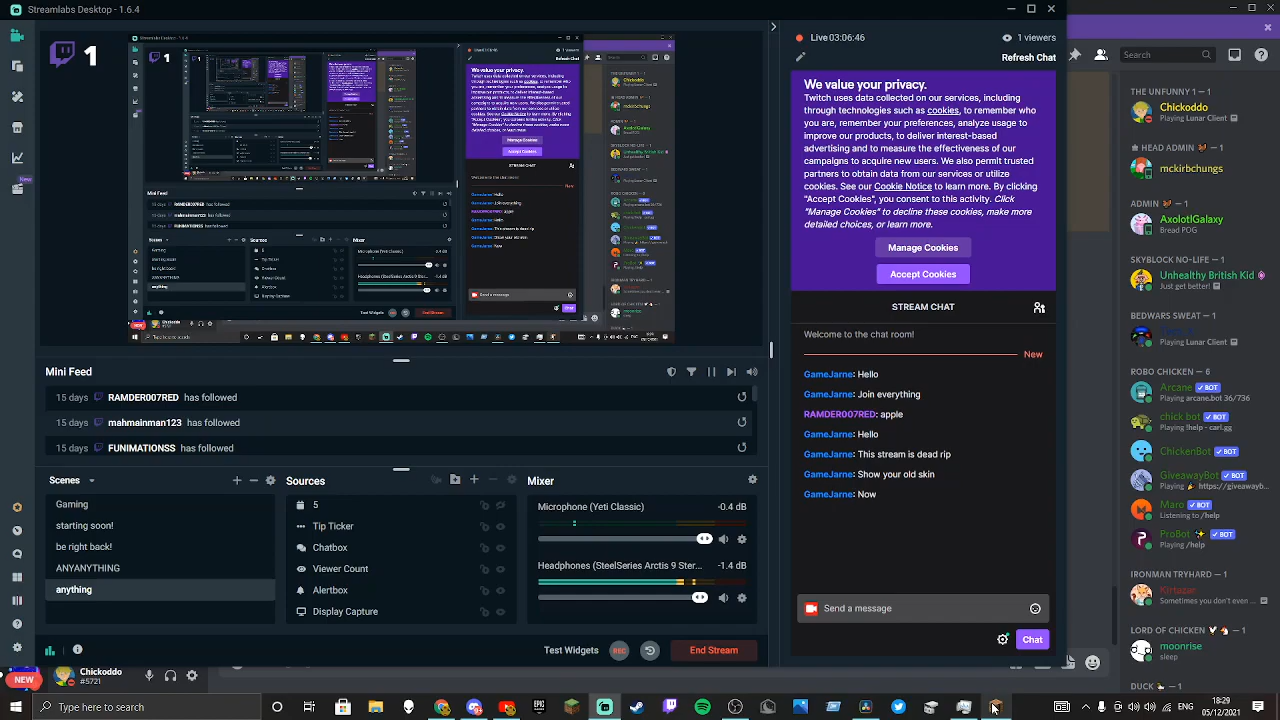 Streamlabs Desktop - 1.6.4
1
Live
03:09:46
1 viewers
Refresh Chat
We value your privacy.
Twitch uses data collected on our services, including
through technologies such as cookies, to remember who
you are, remember your preferences, analyze usage to
improve our products, to deliver interest-based
advertising and to measure the effectiveness of our
campaigns to acquire new users. We also permit trusted
partners to obtain data from our services or to utilize
cookies. See our Cookie Notice to learn more. By clicking
"Accept Cookies", you consent to this activity. Click
"Manage Cookies" to decline these cookies, make more
detailed choices, or learn more.
Manage Cookies
Accept Cookies
STREAM CHAT
Welcome to the chat room!
New
GameJarne: Hello
GameJarne: Join everything
RAMDER007RED: apple
GameJarne: Hello
GameJarne: This stream is dead rip
GameJarne: Show your old skin
GameJarne: Now
Send a message
Chat
Mini Feed
15 days RAMDER007RED has followed
15 days mahmainman123 has followed
15 days FUNIMATIONSS has followed
Scenes
Gaming
starting soon!
be right back!
ANYANYTHING
anything
Sources
5
Tip Ticker
Chatbox
Viewer Count
Alertbox
Display Capture
Mixer
Microphone (Yeti Classic)
-0.4 dB
Headphones (SteelSeries Arctis 9 Ster...
-1.4 dB
Test Widgets
REC
End Stream
New
Search
THE UNFUNNY — 1
Chickoddo
HEAD ADMIN
mckidochugs
ADMIN
AxolotlGalaxy
SKYBLOCK NO-LIFE — 1
Unhealthy British Kid
Just get better!
BEDWARS SWEAT — 1
Playing Lunar Client
ROBO CHICKEN — 6
Arcane BOT
Playing arcane.bot 36/736
chick bot BOT
Playing !help - carl.gg
ChickenBot BOT
GiveawayBot BOT
Playing https://giveawayb...
Maro BOT
Listening to /help
ProBot BOT
Playing /help
IRONMAN TRYHARD — 1
Kirtazar
Sometimes you don't even ...
LORD OF CHICKEN — 1
moonrise
sleep
DUCK — 1
NEW
Chickoddo
#5721
Type here to search
EPIC
18:29
05/12/2021